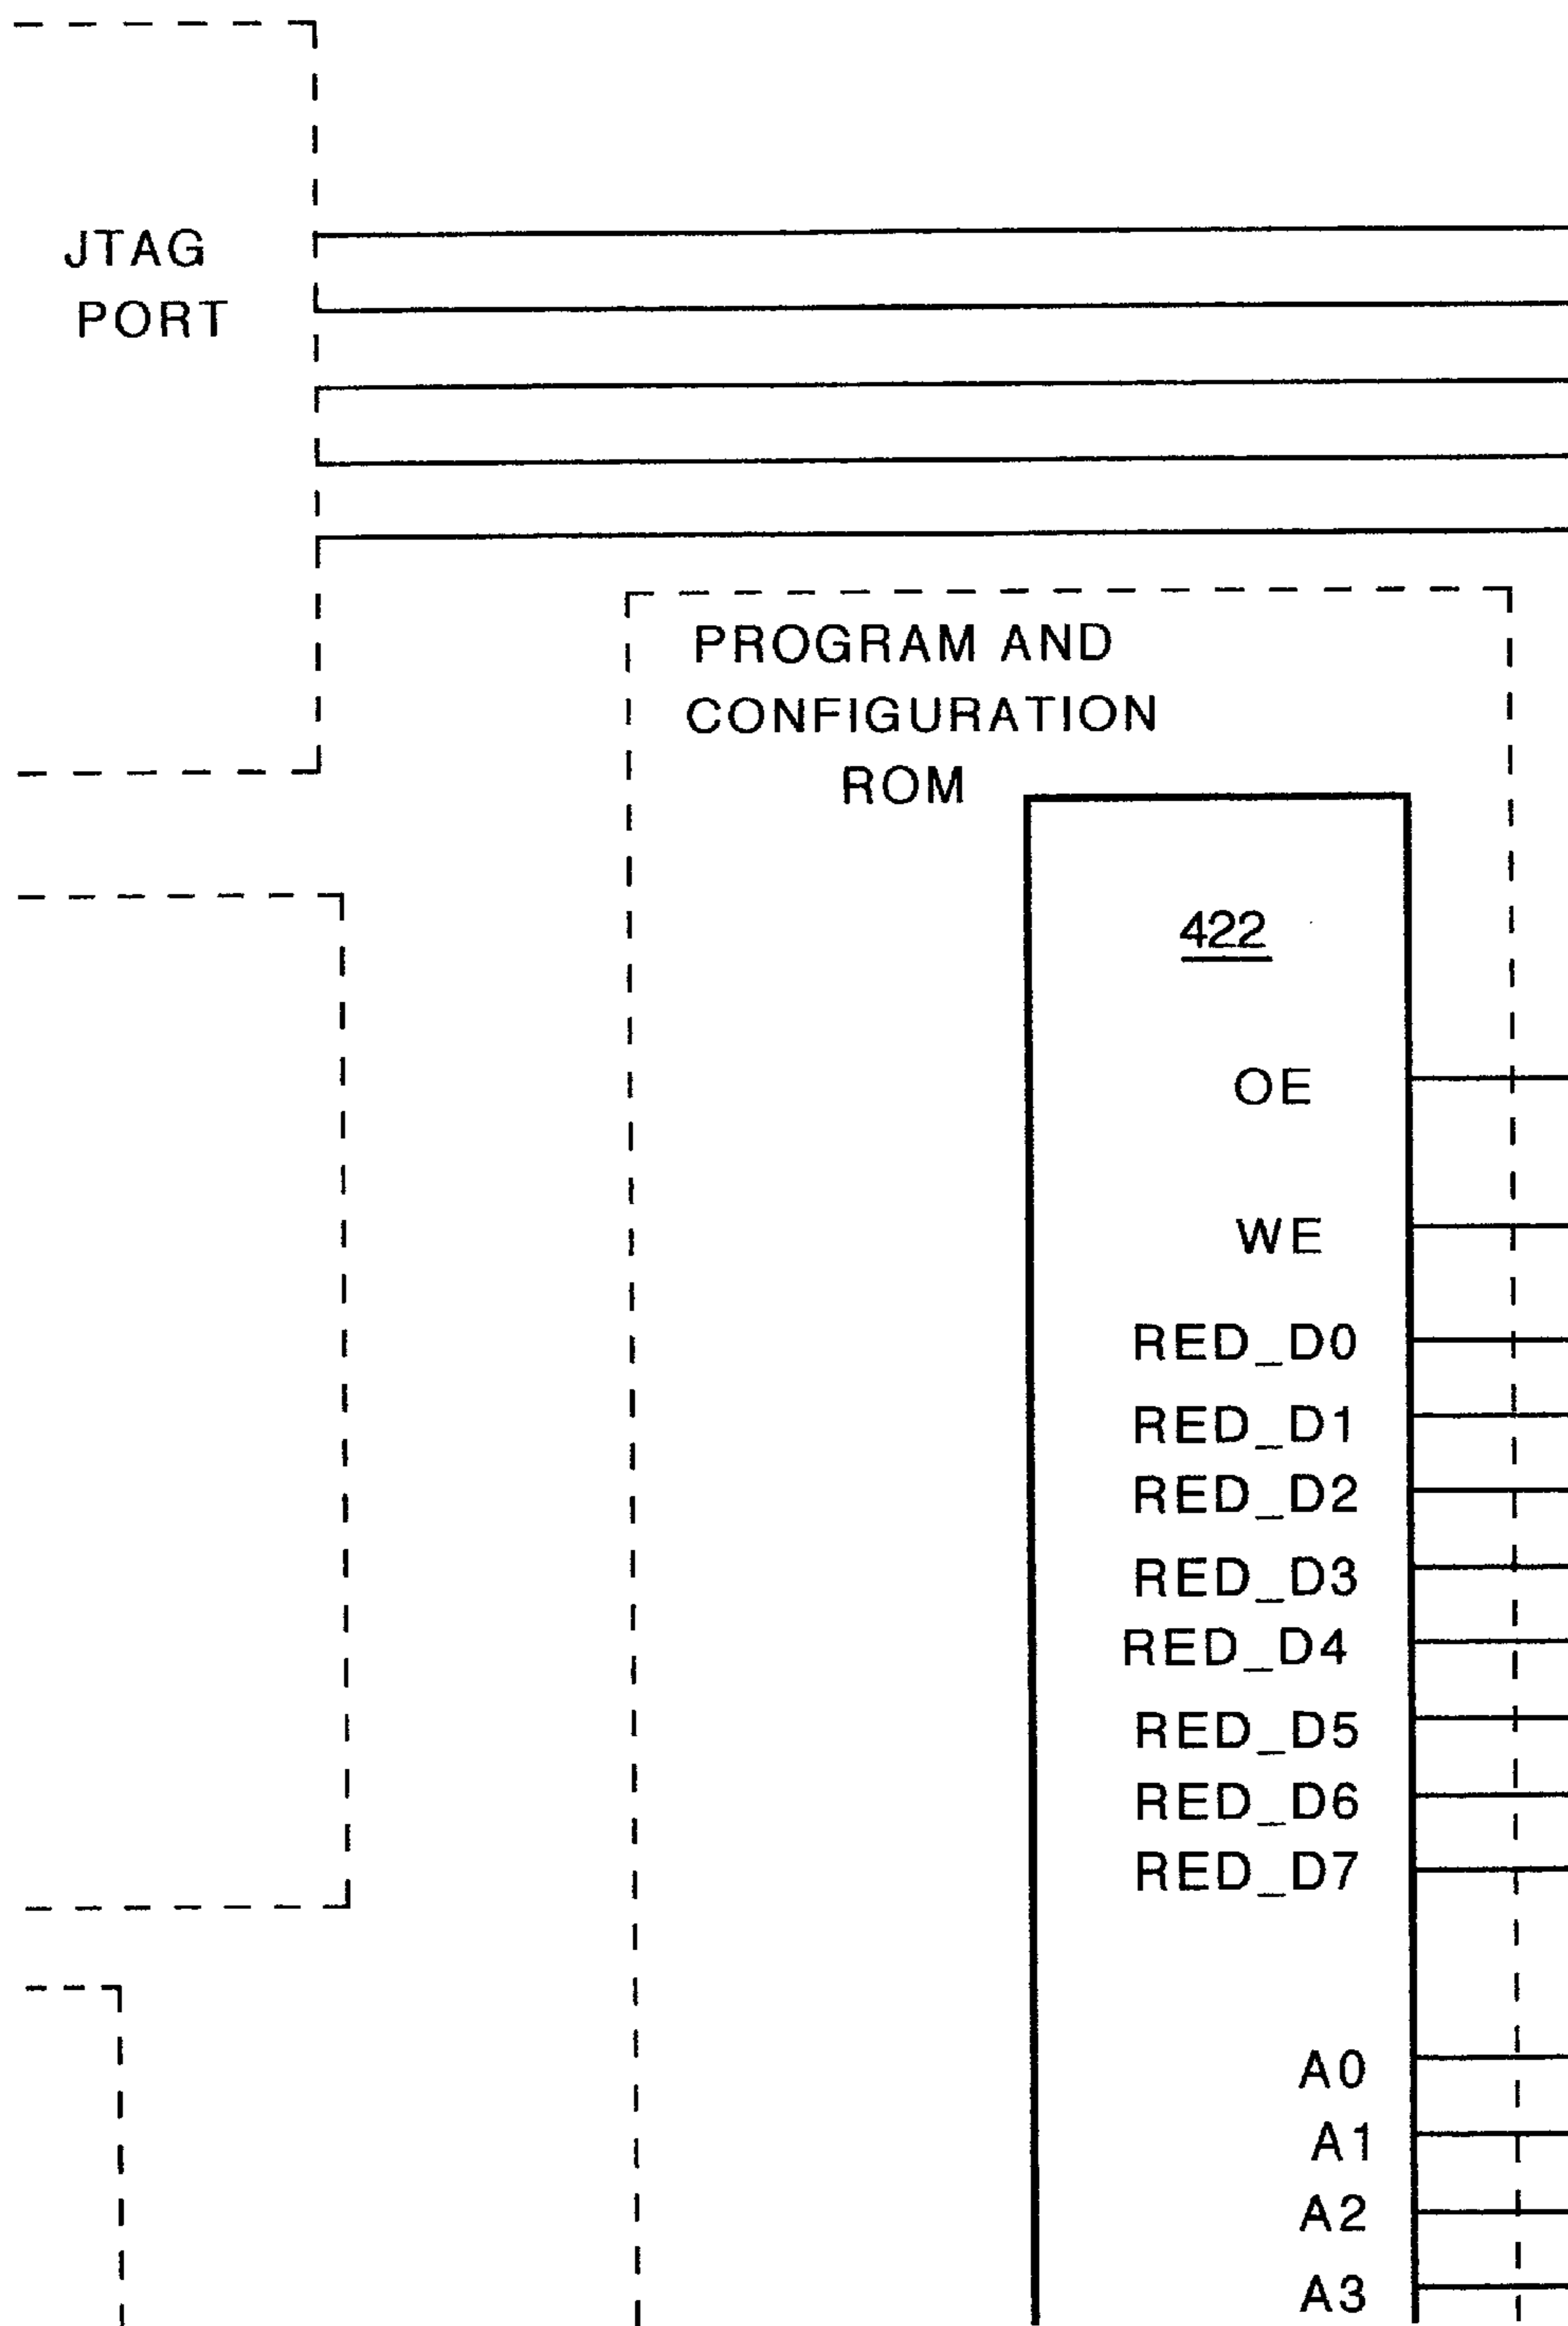 JTAG
PORT
PROGRAM AND
CONFIGURATION
ROM
422
OE
WE
RED_D0
RED_D1
RED_D2
RED_D3
RED_D4
RED_D5
RED_D6
RED_D7
A0
A1
A2
A3